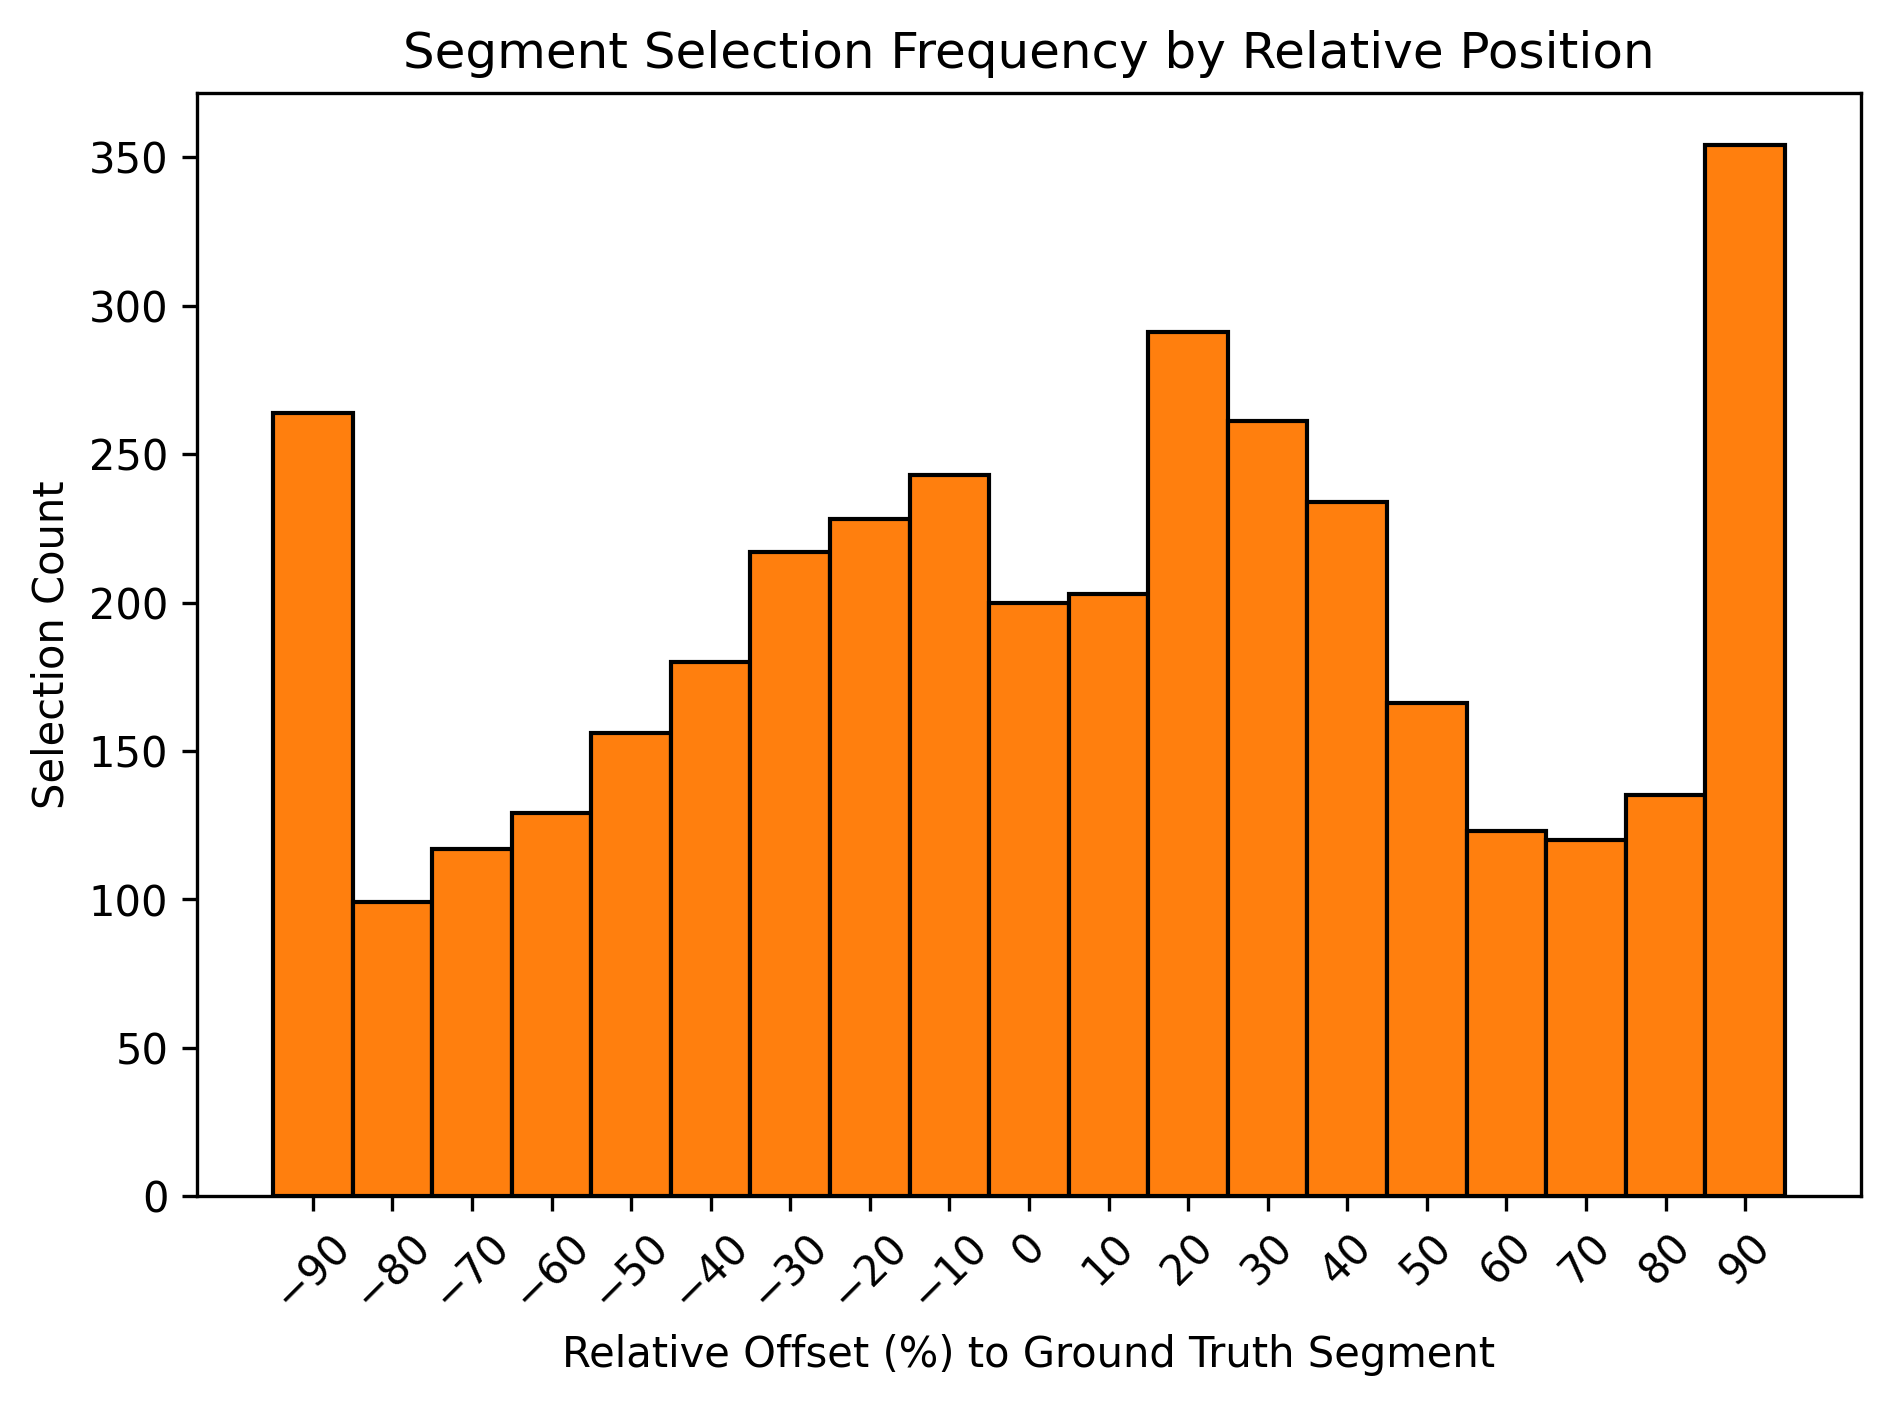 Segment Selection Frequency by Relative Position
350
300
250
200
150
100
50
0
Selection Count
−90 −80 −70 −60 −50 −40 −30 −20 −10 0 10 20 30 40 50 60 70 80 90
Relative Offset (%) to Ground Truth Segment